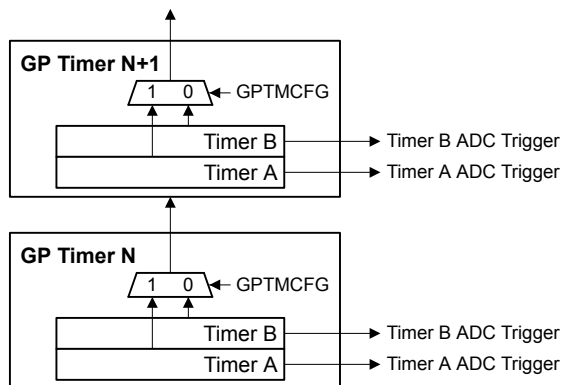 GP Timer N+1
1 0
GPTMCFG
Timer B
Timer B ADC Trigger
Timer A
Timer A ADC Trigger
GP Timer N
1 0
GPTMCFG
Timer B
Timer B ADC Trigger
Timer A
Timer A ADC Trigger